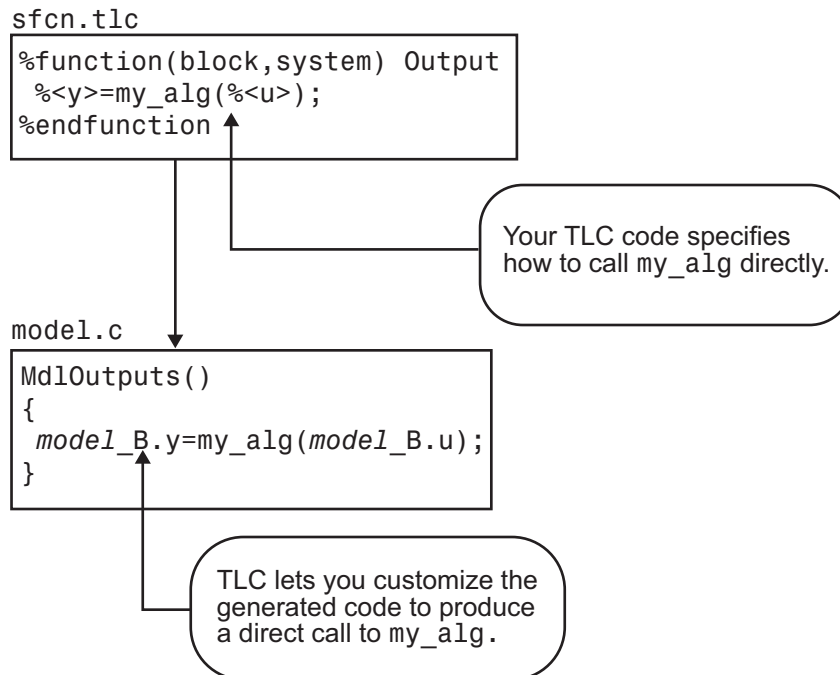 sfcn.tlc
%function(block,system) Output
%<y>=my_alg(%<u>);
%endfunction
Your TLC code specifies
how to call my_alg directly.
model.c
MdlOutputs()
{
model_B.y=my_alg(model_B.u);
}
TLC lets you customize the
generated code to produce
a direct call to my_alg.